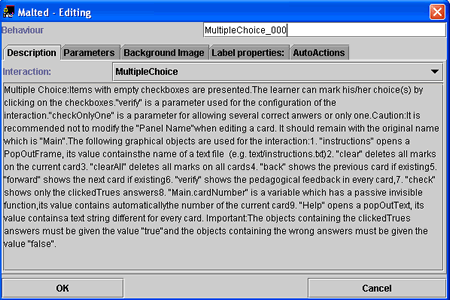 Malted - Editing
Behaviour MultipleChoice_000
Description Parameters Background Image Label properties: AutoActions
Interaction: MultipleChoice
Multiple Choice:Items with empty checkboxes are presented.The learner can mark his/her choice(s) by
clicking on the checkboxes."verify" is a parameter used for the configuration of the
interaction."checkOnlyOne" is a parameter for allowing several correct anwers or only one.Caution:It is
recommended not to modify the "Panel Name"when editing a card. It should remain with the original name
which is "Main".The following graphical objects are used for the interaction:1. "instructions" opens a
PopOutFrame, its value containsthe name of a text file  (e.g. text/instructions.txt)2. "clear" deletes all marks
on the current card3. "clearAll" deletes all marks on all cards4. "back" shows the previous card if existing5.
"forward" shows the next card if existing6. "verify" shows the pedagogical feedback in every card,7. "check"
shows only the clickedTrues answers8. "Main.cardNumber" is a variable which has a passive invisible
function,its value contains automaticallythe number of the current card9. "Help" opens a popOutText, its
value containsa text string different for every card. Important:The objects containing the clickedTrues
answers must be given the value "true"and the objects containing the wrong answers must be given the
value "false".
OK Cancel